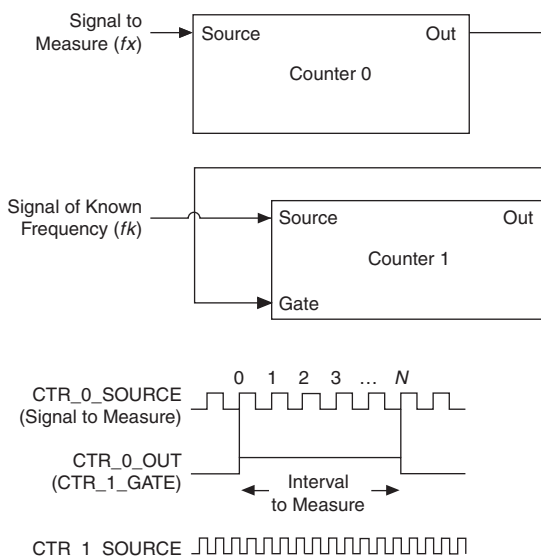 Signal to
Measure (fx)
Source
Out
Counter 0
Signal of Known
Frequency (fk)
Source
Out
Counter 1
Gate
0 1 2 3 … N
CTR_0_SOURCE
(Signal to Measure)
CTR_0_OUT
(CTR_1_GATE)
Interval
to Measure
CTR_1_SOURCE